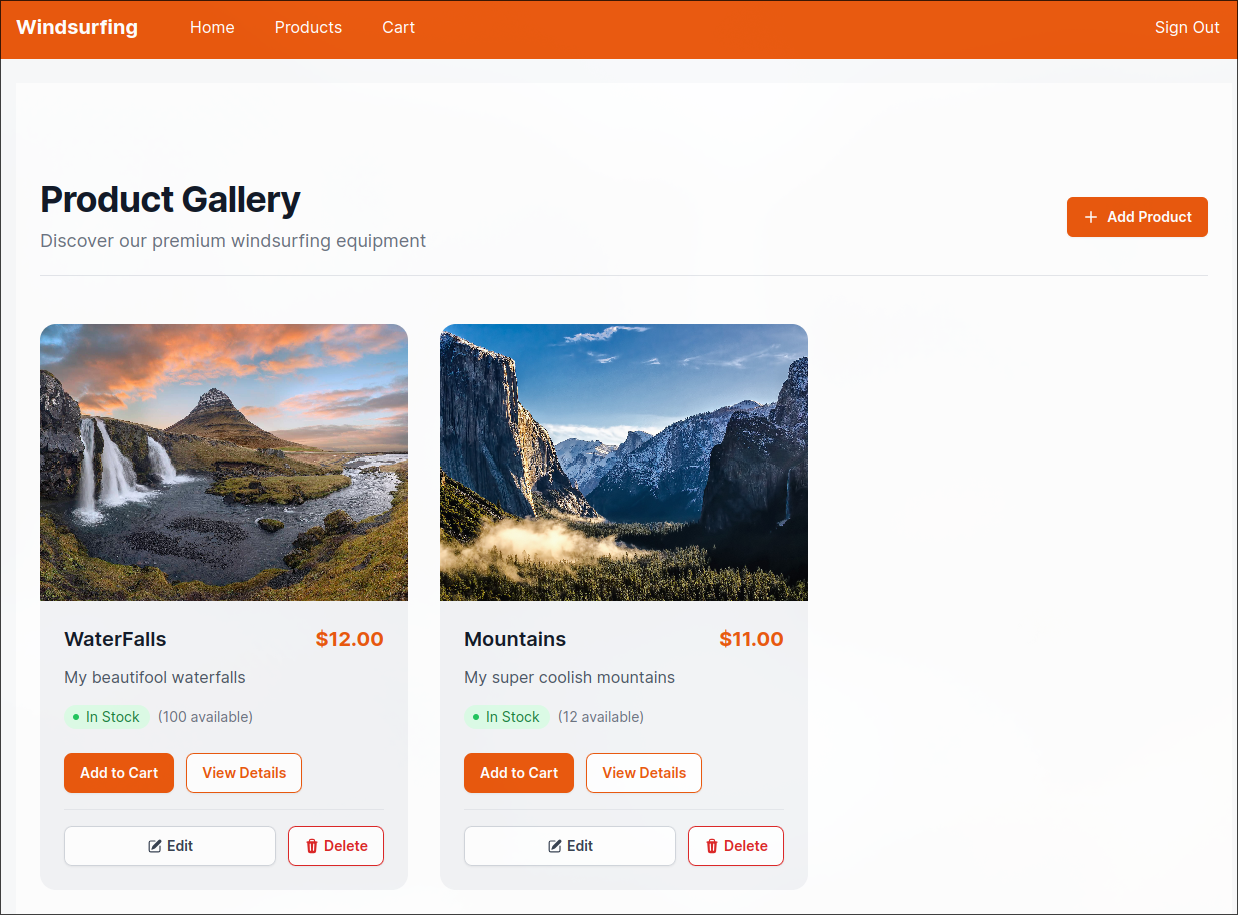 Windsurfing Home Products Cart Sign Out
Product Gallery
Discover our premium windsurfing equipment
+ Add Product
WaterFalls $12.00
My beautifool waterfalls
In Stock (100 available)
Add to Cart View Details
Edit Delete
Mountains $11.00
My super coolish mountains
In Stock (12 available)
Add to Cart View Details
Edit Delete